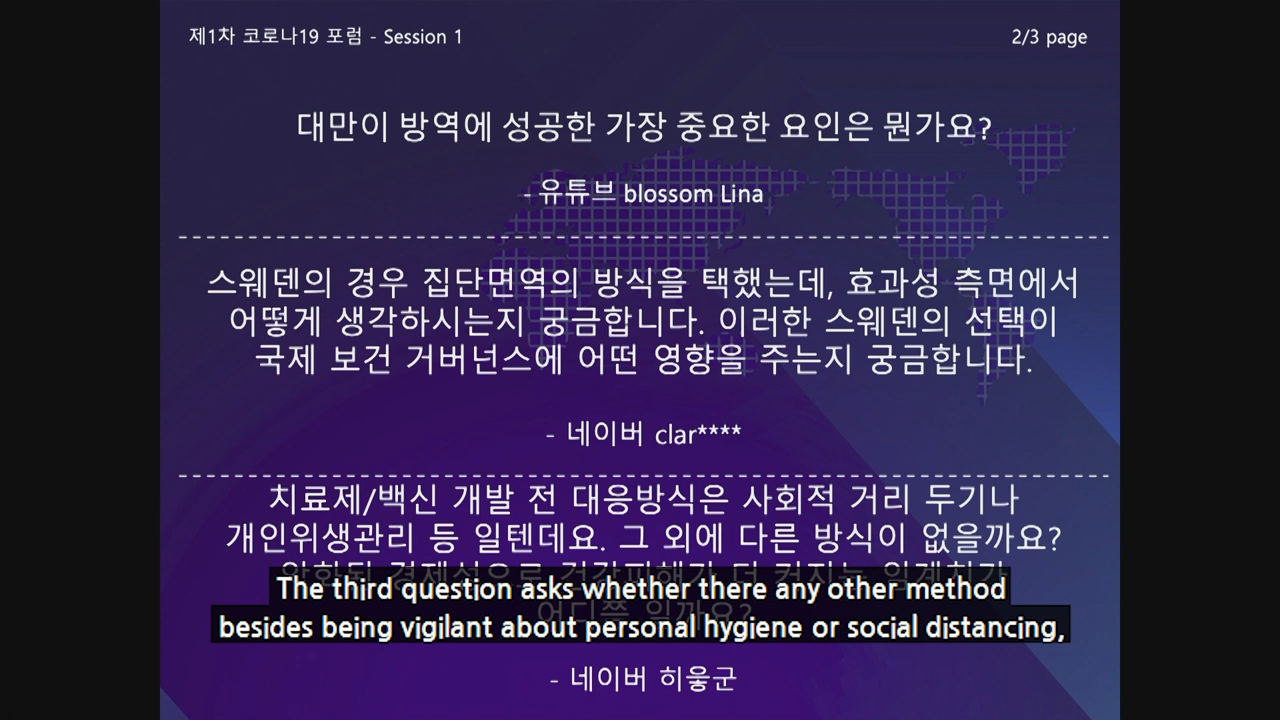 제1차 코로나19 포럼 - Session 1
2/3 page
대만이 방역에 성공한 가장 중요한 요인은 뭔가요?
- 유튜브 blossom Lina
스웨덴의 경우 집단면역의 방식을 택했는데, 효과성 측면에서
어떻게 생각하시는지 궁금합니다. 이러한 스웨덴의 선택이
국제 보건 거버넌스에 어떤 영향을 주는지 궁금합니다.
- 네이버 clar****
치료제/백신 개발 전 대응방식은 사회적 거리 두기나
개인위생관리 등 일텐데요. 그 외에 다른 방식이 없을까요?
The third question asks whether there any other method
besides being vigilant about personal hygiene or social distancing,
- 네이버 히읗군